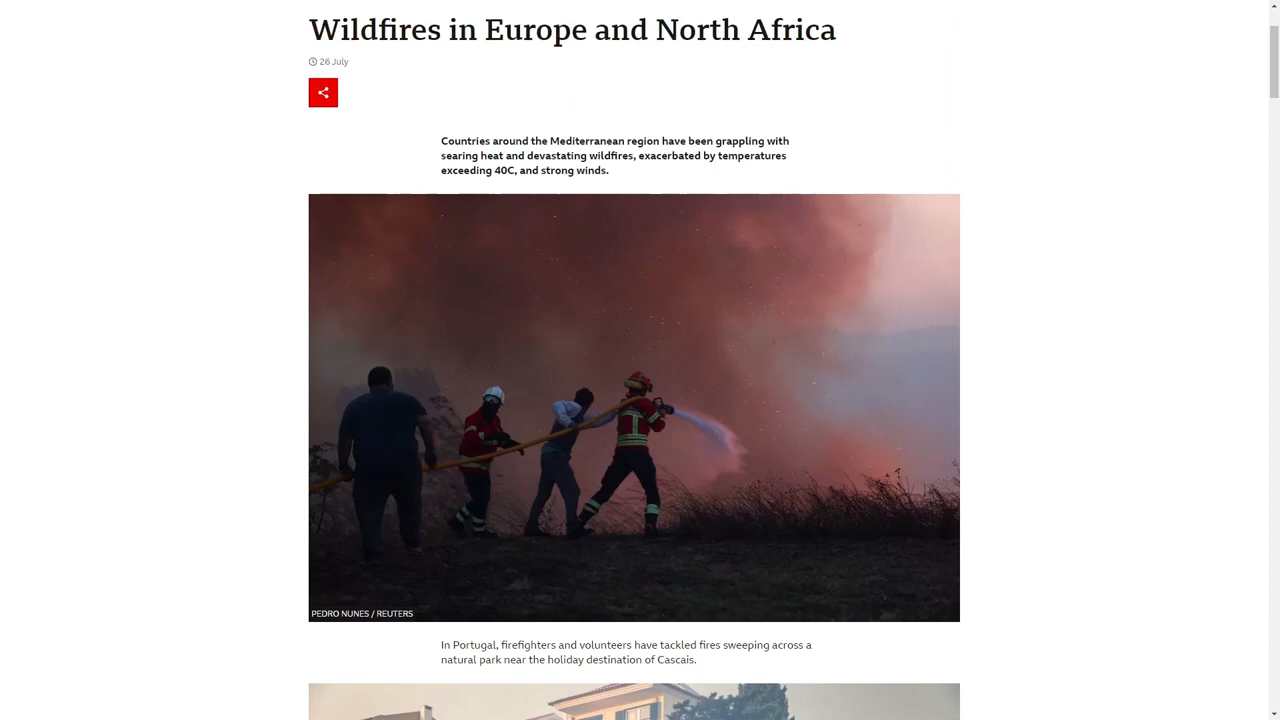 Wildfires in Europe and North Africa
26 July
Countries around the Mediterranean region have been grappling with
searing heat and devastating wildfires, exacerbated by temperatures
exceeding 40C, and strong winds.
PEDRO NUNES / REUTERS
In Portugal, firefighters and volunteers have tackled fires sweeping across a
natural park near the holiday destination of Cascais.